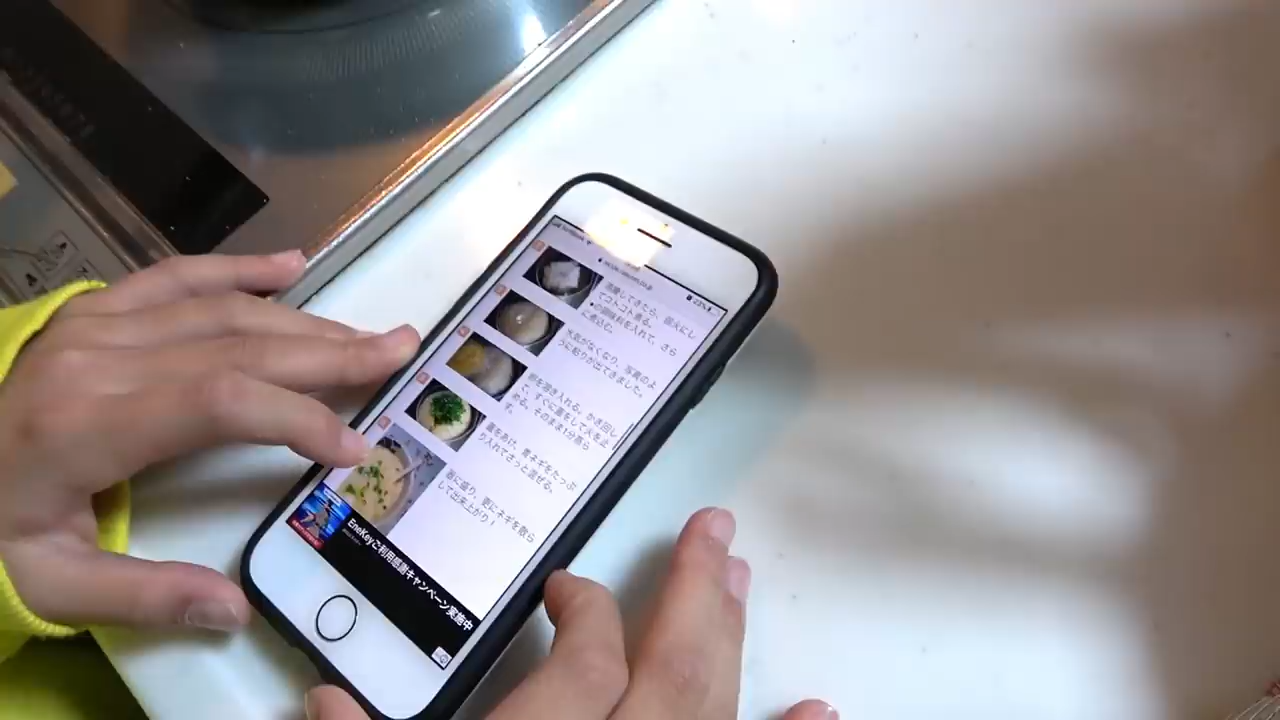 23%
沸騰してきたら、弱火にし
てコトコト煮る。
●の調味料を入れて、さら
に煮込む。
水気がなくなり、写真のよ
うに粘りが出てきました。
卵を溶き入れる。かき回し
て、すぐに蓋をして火を止
める。そのまま1分蒸ら
す。
蓋をあけ、青ネギをたっぷ
り入れてさっと混ぜる。
器に盛り、更にネギを散ら
して出来上がり！
EneKeyご利用感謝キャンペーン実施中